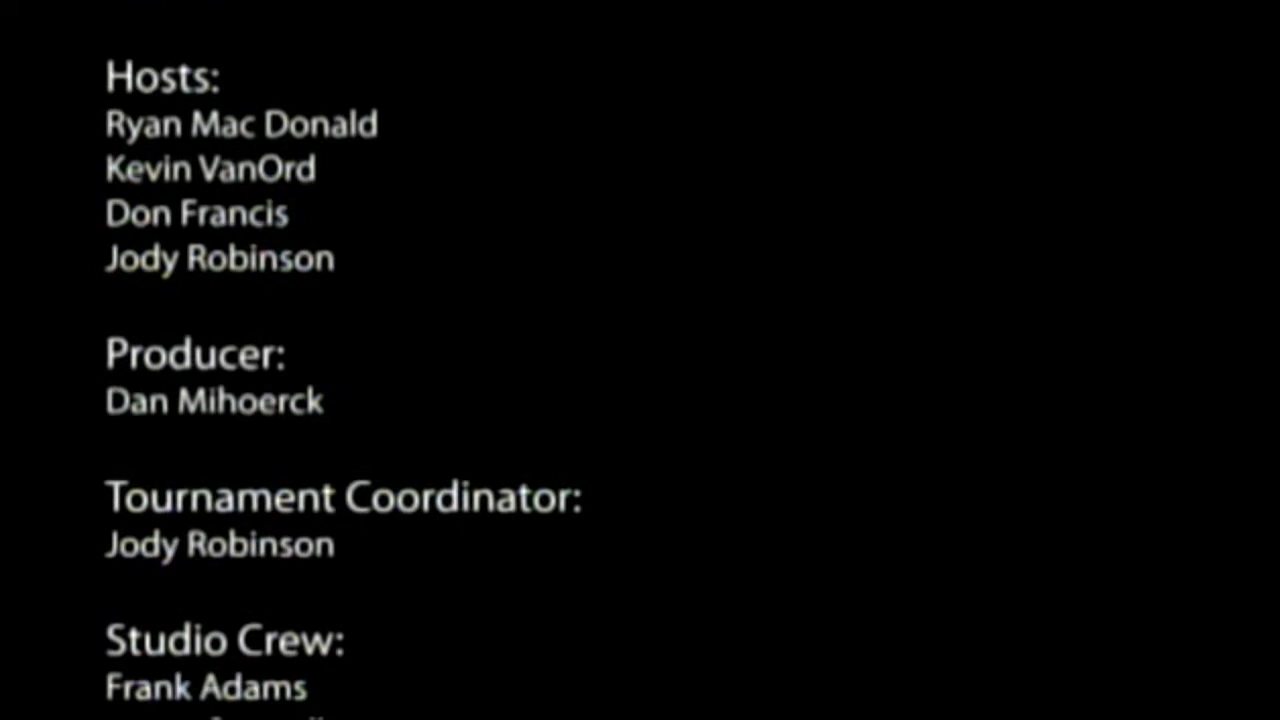 Hosts:
Ryan Mac Donald
Kevin VanOrd
Don Francis
Jody Robinson
Producer:
Dan Mihoerck
Tournament Coordinator:
Jody Robinson
Studio Crew:
Frank Adams